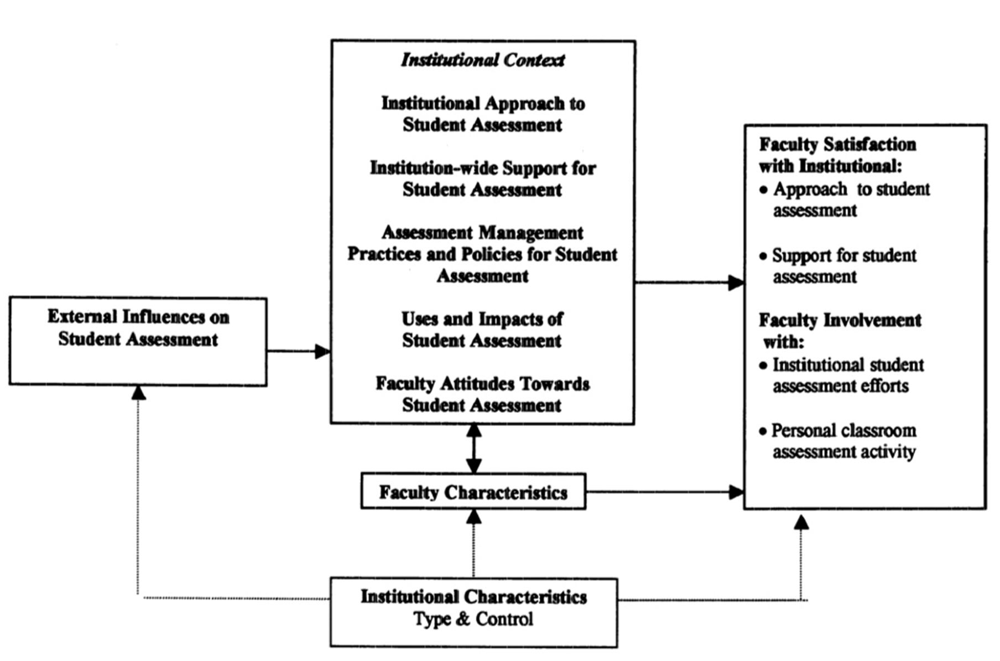 Institutional Context
Institutional Approach to
Student Assessment
Institution-wide Support for
Student Assessment
Assessment Management
Practices and Policies for Student
Assessment
Uses and Impacts of
Student Assessment
Faculty Attitudes Towards
Student Assessment
External Influences on
Student Assessment
Faculty Satisfaction
with Institutional:
• Approach to student
assessment
• Support for student
assessment
Faculty Involvement
with:
• Institutional student
assessment efforts
• Personal classroom
assessment activity
Faculty Characteristics
Institutional Characteristics
Type & Control